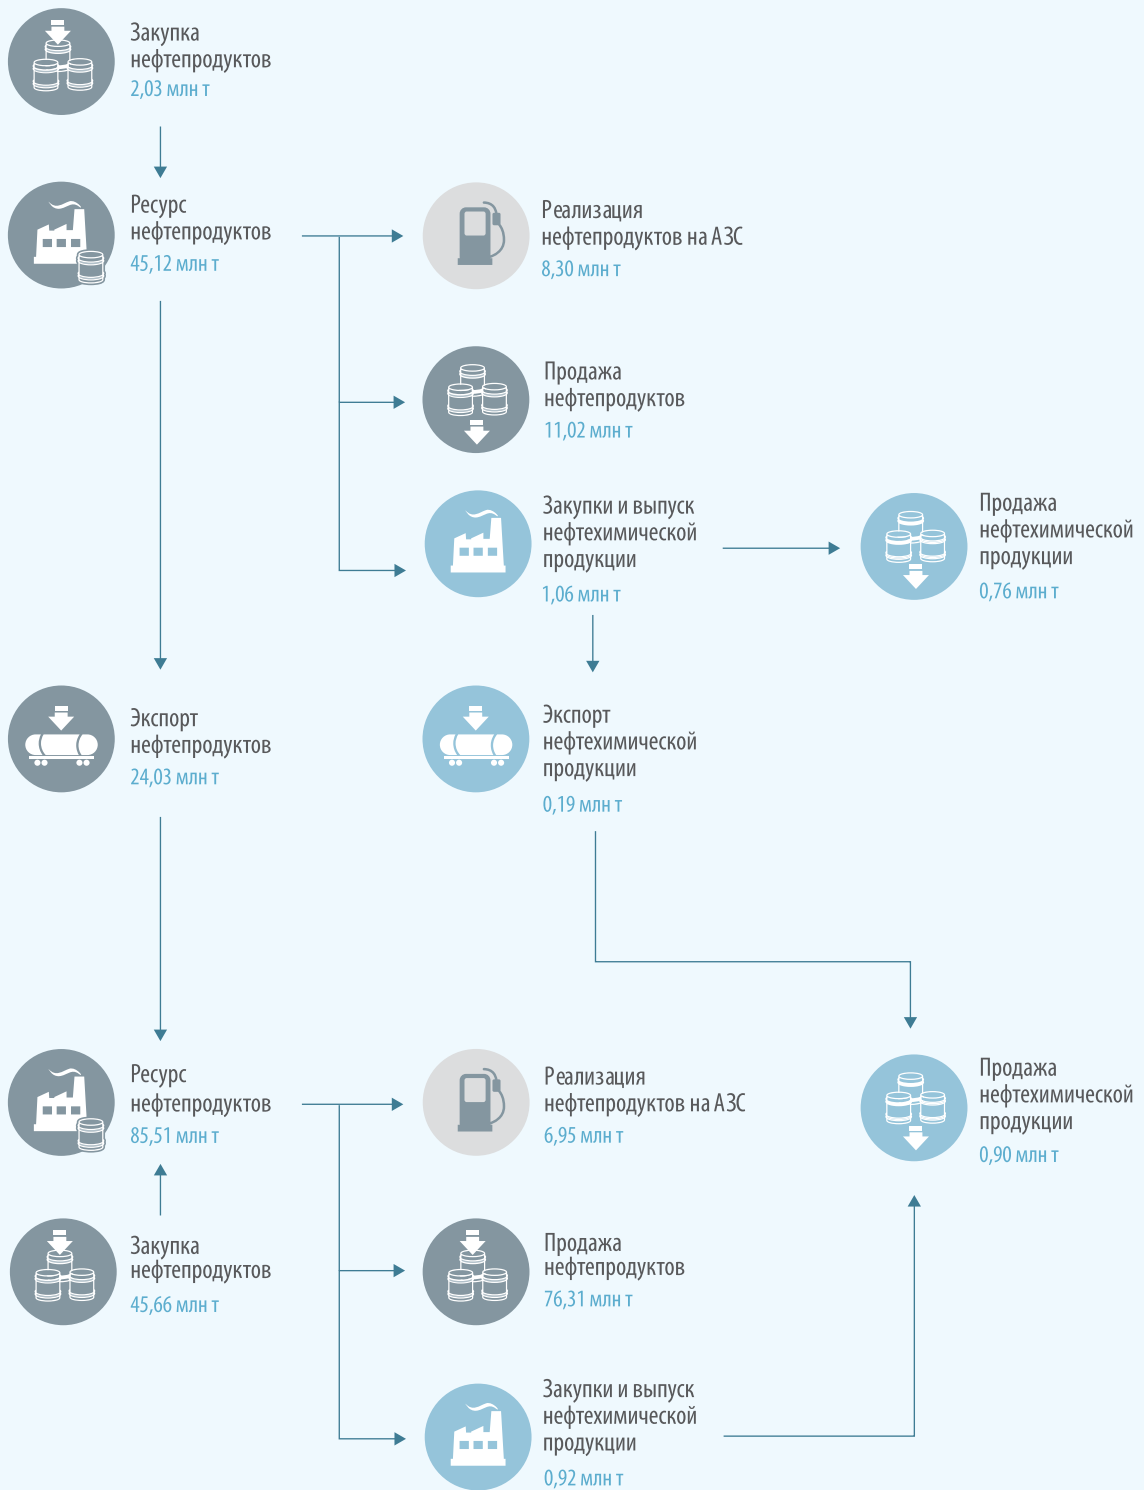 Закупка
нефтепродуктов
2,03 млн т
Ресурс
нефтепродуктов
45,12 млн т
Реализация
нефтепродуктов на АЗС
8,30 млн т
Продажа
нефтепродуктов
11,02 млн т
Закупки и выпуск
нефтехимической
продукции
1,06 млн т
Продажа
нефтехимической
продукции
0,76 млн т
Экспорт
нефтепродуктов
24,03 млн т
Экспорт
нефтехимической
продукции
0,19 млн т
Ресурс
нефтепродуктов
85,51 млн т
Реализация
нефтепродуктов на АЗС
6,95 млн т
Продажа
нефтехимической
продукции
0,90 млн т
Закупка
нефтепродуктов
45,66 млн т
Продажа
нефтепродуктов
76,31 млн т
Закупки и выпуск
нефтехимической
продукции
0,92 млн т